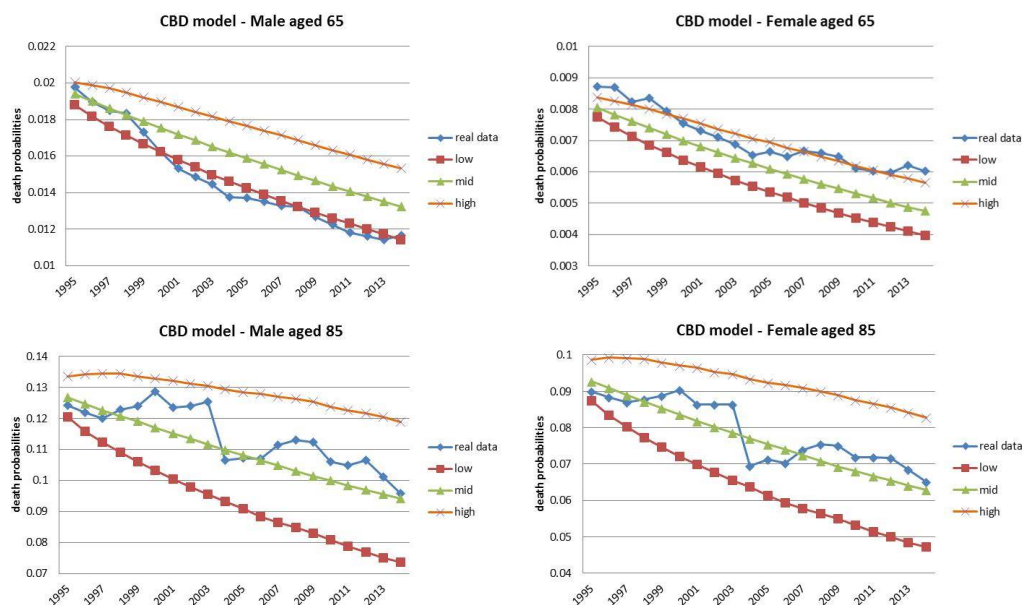 CBD model - Male aged 65
death probabilities
0.022
0.02
0.018
0.016
0.014
0.012
0.01
1995
1997
1999
2001
2003
2005
2007
2009
2011
2013
real data
low
mid
high
CBD model - Female aged 65
death probabilities
0.01
0.009
0.008
0.007
0.006
0.005
0.004
0.003
1995
1997
1999
2001
2003
2005
2007
2009
2011
2013
real data
low
mid
high
CBD model - Male aged 85
death probabilities
0.14
0.13
0.12
0.11
0.1
0.09
0.08
0.07
1995
1997
1999
2001
2003
2005
2007
2009
2011
2013
real data
low
mid
high
CBD model - Female aged 85
death probabilities
0.1
0.09
0.08
0.07
0.06
0.05
0.04
1995
1997
1999
2001
2003
2005
2007
2009
2011
2013
real data
low
mid
high